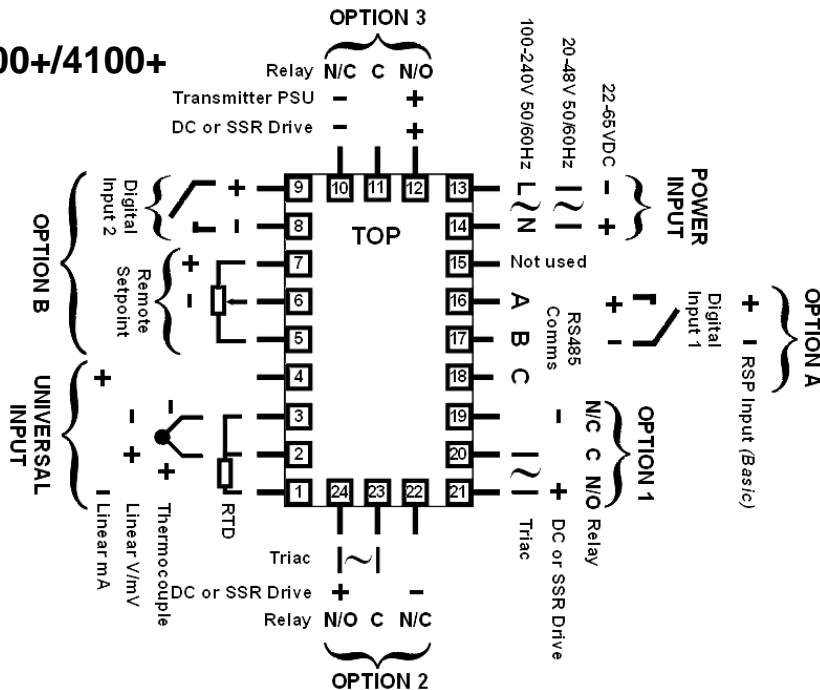 OPTION 3
00+/4100+
Relay N/C C N/O
Transmitter PSU - +
DC or SSR Drive - +
100-240V 50/60Hz
20-48V 50/60Hz
22-65VDC
L ~ N
| ~ |
- +
POWER
INPUT
9
10
11
12
13
8
TOP
14
7
15 Not used
6
16 A
5
17 B
4
18 C
3
19
2
20
1
24
23
22
21
Digital
Input 2
+ -
OPTION B
Remote
Setpoint
+ -
UNIVERSAL
INPUT
+ - Linear mA
- + Linear V/mV
- + Thermocouple
RTD
RS485
Comms
+ -
Digital
Input 1
+ - RSP Input (Basic)
OPTION A
OPTION 1
N/C C N/O Relay
- + DC or SSR Drive
| ~ | Triac
Triac |~|
DC or SSR Drive + -
Relay N/O C N/C
OPTION 2